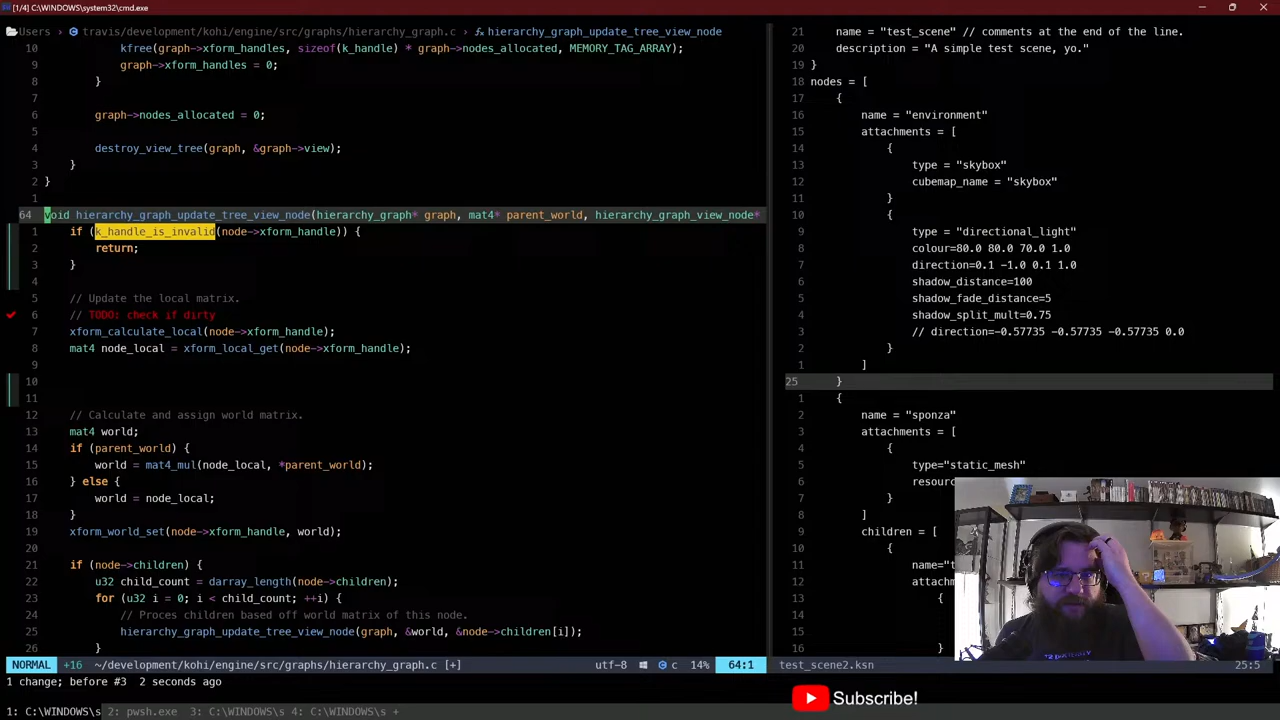 [1/4] C:\WINDOWS\system32\cmd.exe
Users › travis/development/kohi/engine/src/graphs/hierarchy_graph.c › hierarchy_graph_update_tree_view_node
10 kfree(graph->xform_handles, sizeof(k_handle) * graph->nodes_allocated, MEMORY_TAG_ARRAY);
9 graph->xform_handles = 0;
8 }
7
6 graph->nodes_allocated = 0;
5
4 destroy_view_tree(graph, &graph->view);
3 }
2 }
1
64 void hierarchy_graph_update_tree_view_node(hierarchy_graph* graph, mat4* parent_world, hierarchy_graph_view_node*
1 if (k_handle_is_invalid(node->xform_handle)) {
2 return;
3 }
4
5 // Update the local matrix.
6 // TODO: check if dirty
7 xform_calculate_local(node->xform_handle);
8 mat4 node_local = xform_local_get(node->xform_handle);
9
10
11
12 // Calculate and assign world matrix.
13 mat4 world;
14 if (parent_world) {
15 world = mat4_mul(node_local, *parent_world);
16 } else {
17 world = node_local;
18 }
19 xform_world_set(node->xform_handle, world);
20
21 if (node->children) {
22 u32 child_count = darray_length(node->children);
23 for (u32 i = 0; i < child_count; ++i) {
24 // Proces children based off world matrix of this node.
25 hierarchy_graph_update_tree_view_node(graph, &world, &node->children[i]);
26 }
21 name = "test_scene" // comments at the end of the line.
20 description = "A simple test scene, yo."
19 }
18 nodes = [
17 {
16 name = "environment"
15 attachments = [
14 {
13 type = "skybox"
12 cubemap_name = "skybox"
11 }
10 {
9 type = "directional_light"
8 colour=80.0 80.0 70.0 1.0
7 direction=0.1 -1.0 0.1 1.0
6 shadow_distance=100
5 shadow_fade_distance=5
4 shadow_split_mult=0.75
3 // direction=-0.57735 -0.57735 -0.57735 0.0
2 }
1 ]
25 }
1 {
2 name = "sponza"
3 attachments = [
4 {
5 type="static_mesh"
6 resourc
7 }
8 ]
9 children = [
10 {
11 name="t
12 attach
13 {
14
15
16 }
NORMAL +16 ~/development/kohi/engine/src/graphs/hierarchy_graph.c [+] utf-8 c 14% 64:1 test_scene2.ksn 25:5
1 change; before #3 2 seconds ago
Subscribe!
1: C:\WINDOWS\s 2: pwsh.exe 3: C:\WINDOWS\s 4: C:\WINDOWS\s +